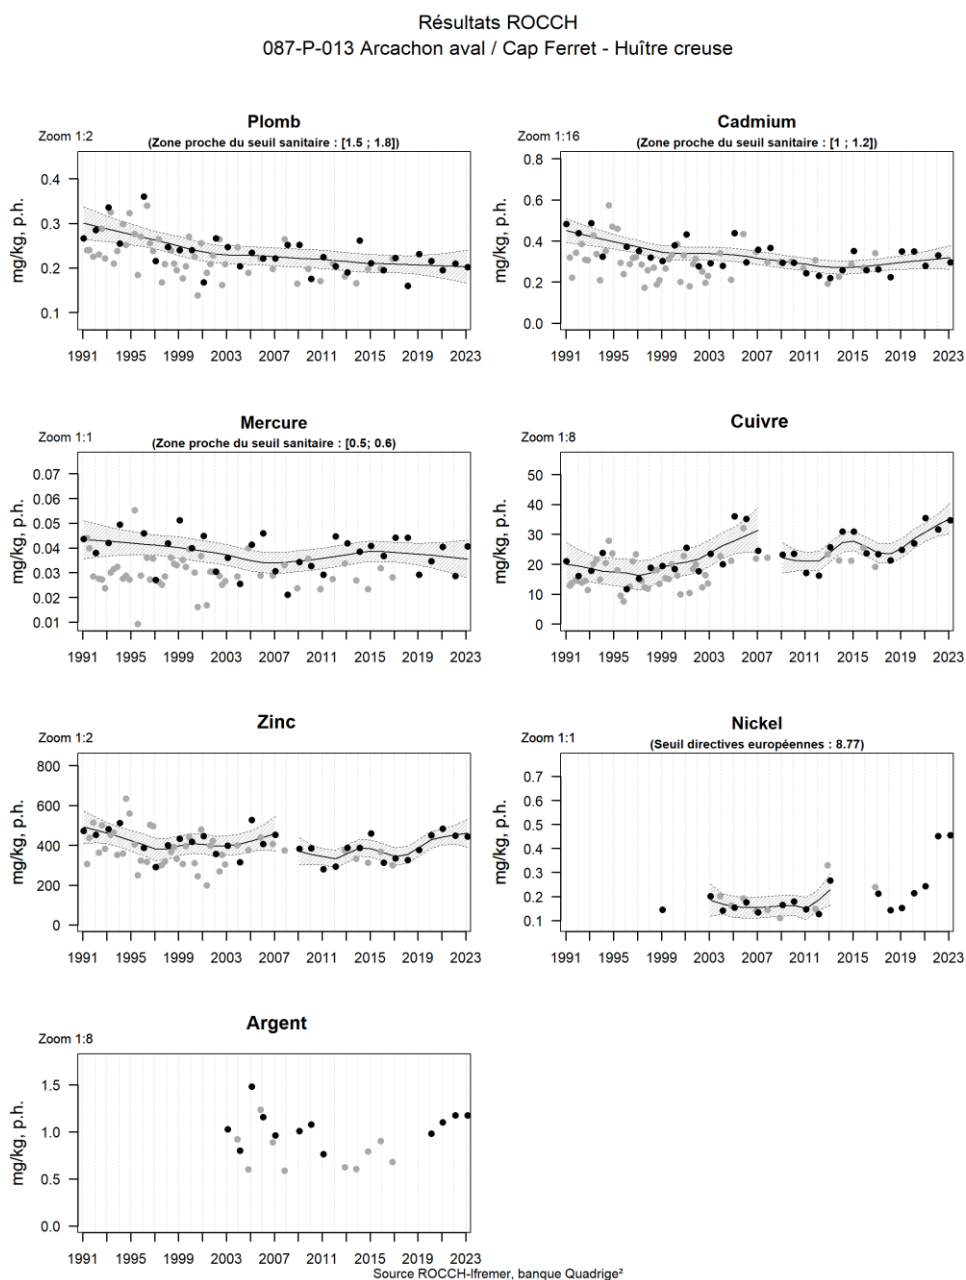 Résultats ROCCH
087-P-013 Arcachon aval / Cap Ferret - Huître creuse
Plomb
Zoom 1:2
(Zone proche du seuil sanitaire : [1.5 ; 1.8])
mg/kg, p.h.
0.4
0.3
0.2
0.1
1991 1995 1999 2003 2007 2011 2015 2019 2023
Cadmium
Zoom 1:16
(Zone proche du seuil sanitaire : [1 ; 1.2])
mg/kg, p.h.
0.8
0.6
0.4
0.2
0.0
1991 1995 1999 2003 2007 2011 2015 2019 2023
Mercure
Zoom 1:1
(Zone proche du seuil sanitaire : [0.5; 0.6)
mg/kg, p.h.
0.07
0.06
0.05
0.04
0.03
0.02
0.01
1991 1995 1999 2003 2007 2011 2015 2019 2023
Cuivre
Zoom 1:8
mg/kg, p.h.
50
40
30
20
10
0
1991 1995 1999 2003 2007 2011 2015 2019 2023
Zinc
Zoom 1:2
mg/kg, p.h.
800
600
400
200
0
1991 1995 1999 2003 2007 2011 2015 2019 2023
Nickel
Zoom 1:1
(Seuil directives européennes : 8.77)
mg/kg, p.h.
0.7
0.6
0.5
0.4
0.3
0.2
0.1
1991 1995 1999 2003 2007 2011 2015 2019 2023
Argent
Zoom 1:8
mg/kg, p.h.
1.5
1.0
0.5
0.0
1991 1995 1999 2003 2007 2011 2015 2019 2023
Source ROCCH-Ifremer, banque Quadrige²